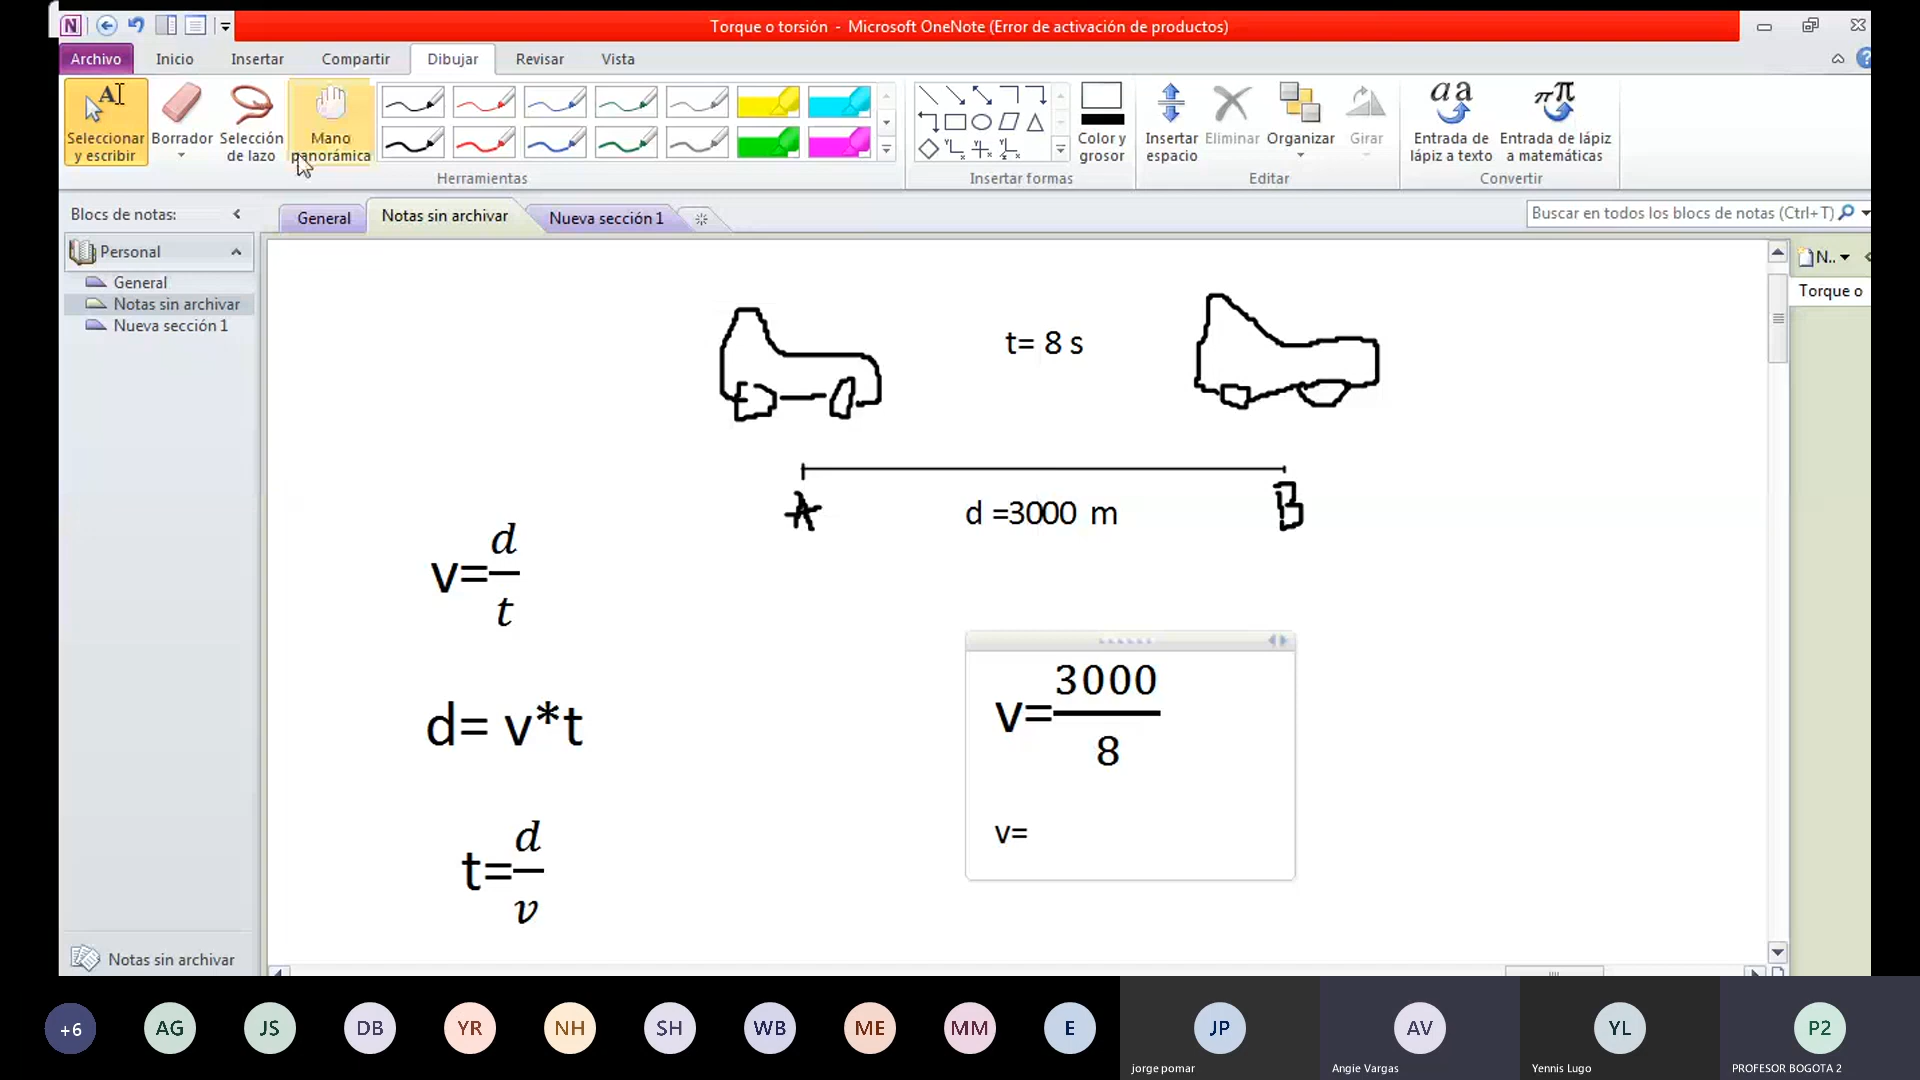 Torque o torsión - Microsoft OneNote (Error de activación de productos)
Archivo Inicio Insertar Compartir Dibujar Revisar Vista
Seleccionar y escribir
Borrador
Selección de lazo
Mano panorámica
Color y grosor
Insertar espacio
Eliminar
Organizar
Girar
Entrada de lápiz a texto
Entrada de lápiz a matemáticas
Herramientas
Insertar formas
Editar
Convertir
Blocs de notas:
General
Notas sin archivar
Nueva sección 1
Buscar en todos los blocs de notas (Ctrl+T)
Personal
General
Notas sin archivar
Nueva sección 1
N..
Torque o
t= 8 s
A
d =3000 m
B
v=d/t
d= v*t
t=d/v
v=3000/8
v=
Notas sin archivar
+6 AG JS DB YR NH SH WB ME MM E JP AV YL P2
jorge pomar
Angie Vargas
Yennis Lugo
PROFESOR BOGOTA 2